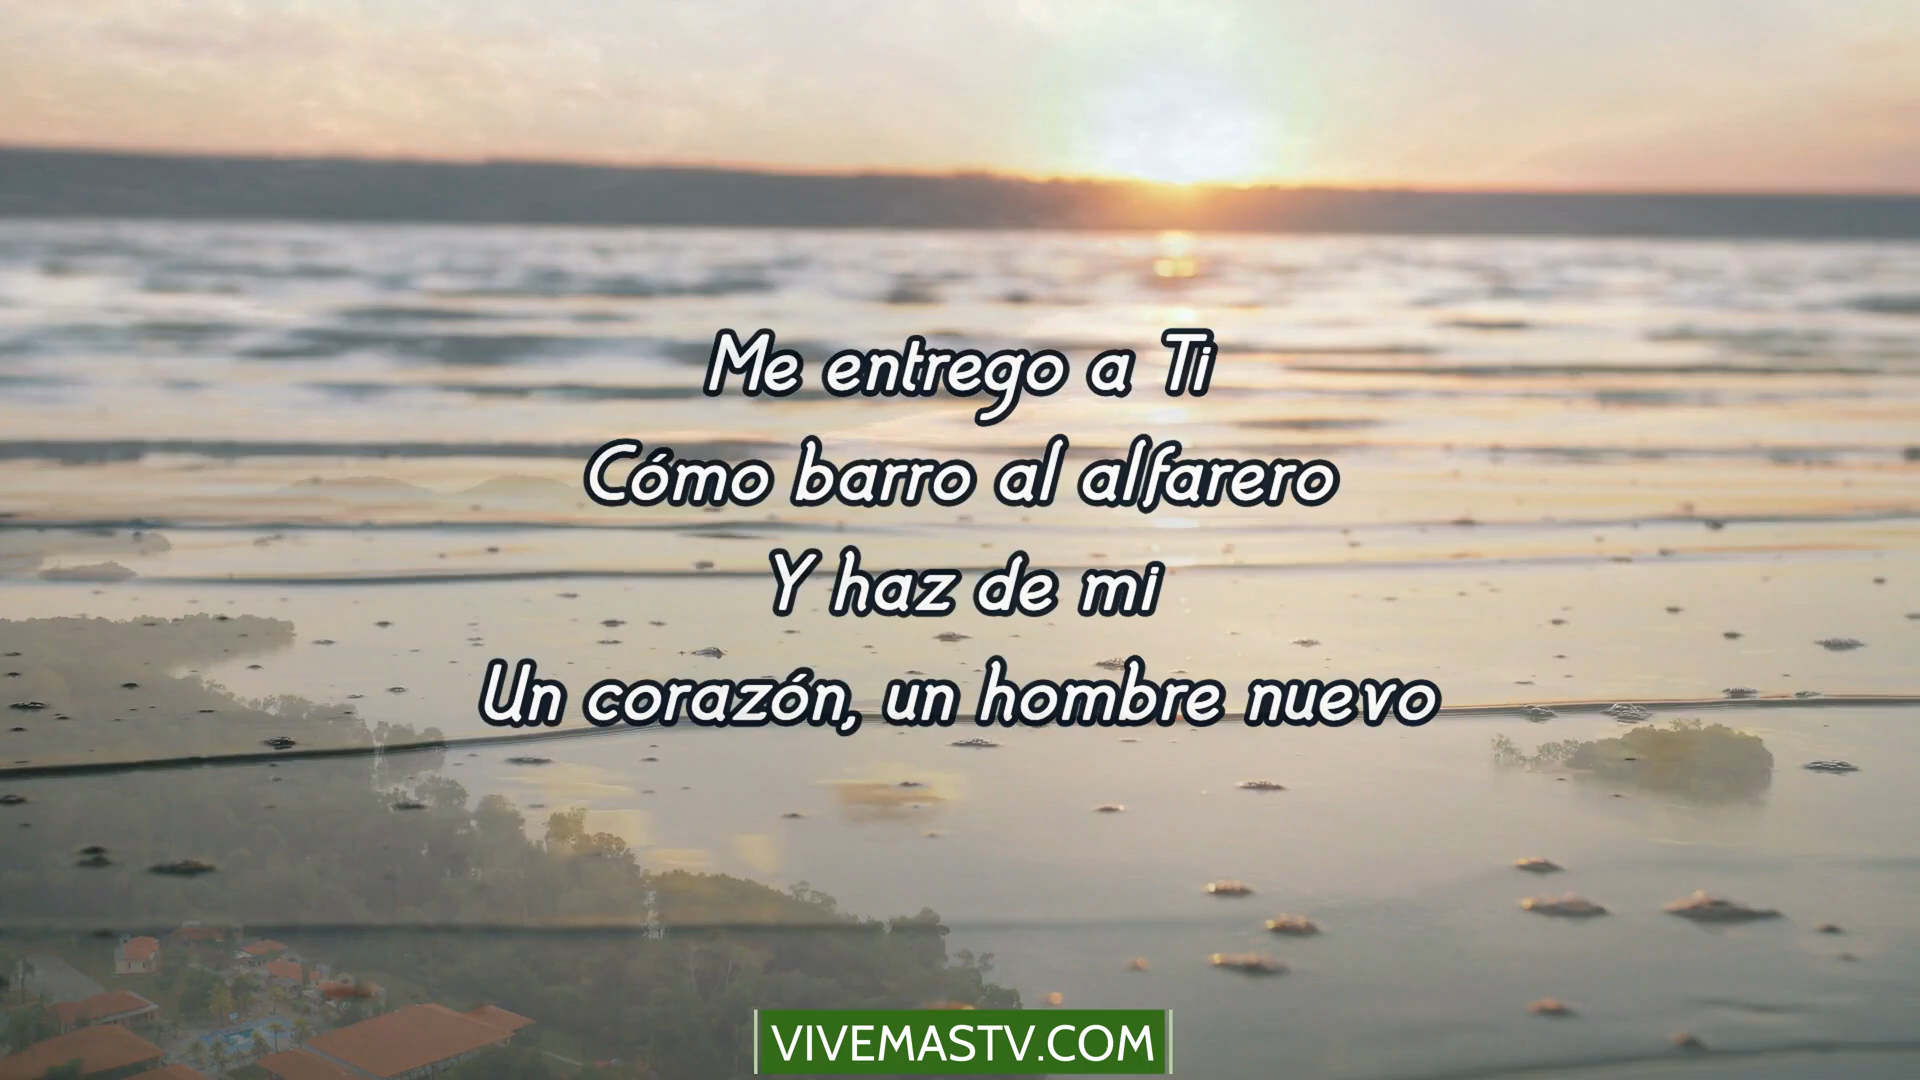 Me entrego a Ti
Cómo barro al alfarero
Y haz de mi
Un corazón, un hombre nuevo
VIVEMASTV.COM